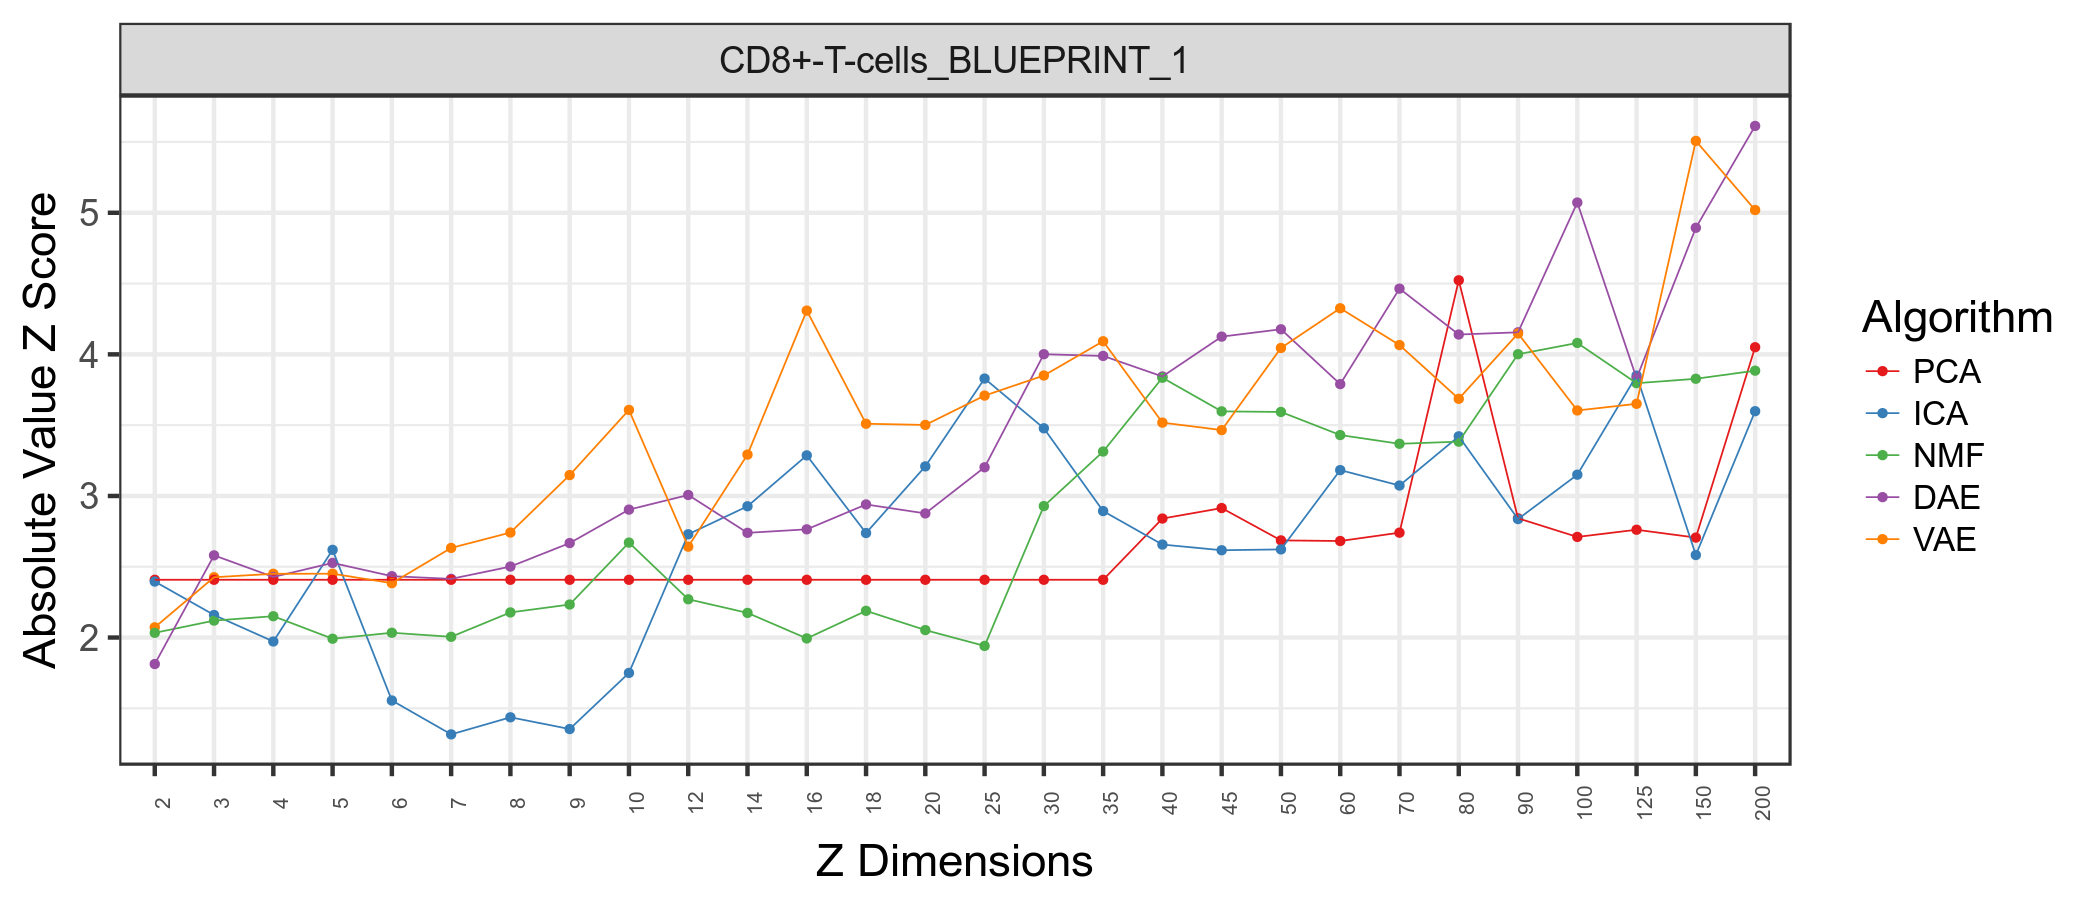 CD8+-T-cells_BLUEPRINT_1
Absolute Value Z Score
5
4
3
2
2 3 4 5 6 7 8 9 10 12 14 16 18 20 25 30 35 40 45 50 60 70 80 90 100 125 150 200
Z Dimensions
Algorithm
PCA
ICA
NMF
DAE
VAE